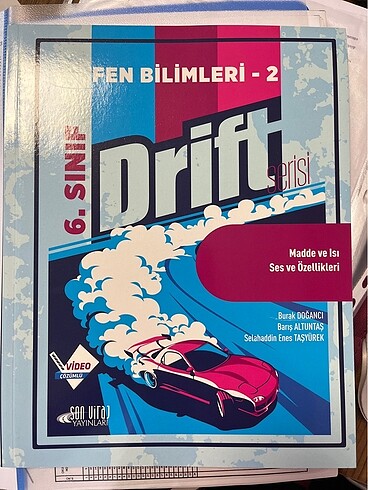 FEN BİLİMLERİ - 2
6. SINIF
Drift
serisi
Madde ve Isı
Ses ve Özellikleri
Burak DOĞANCI
Barış ALTUNTAŞ
Selahaddin Enes TAŞYÜREK
VİDEO
ÇÖZÜMLÜ
son viraj
YAYINLARI